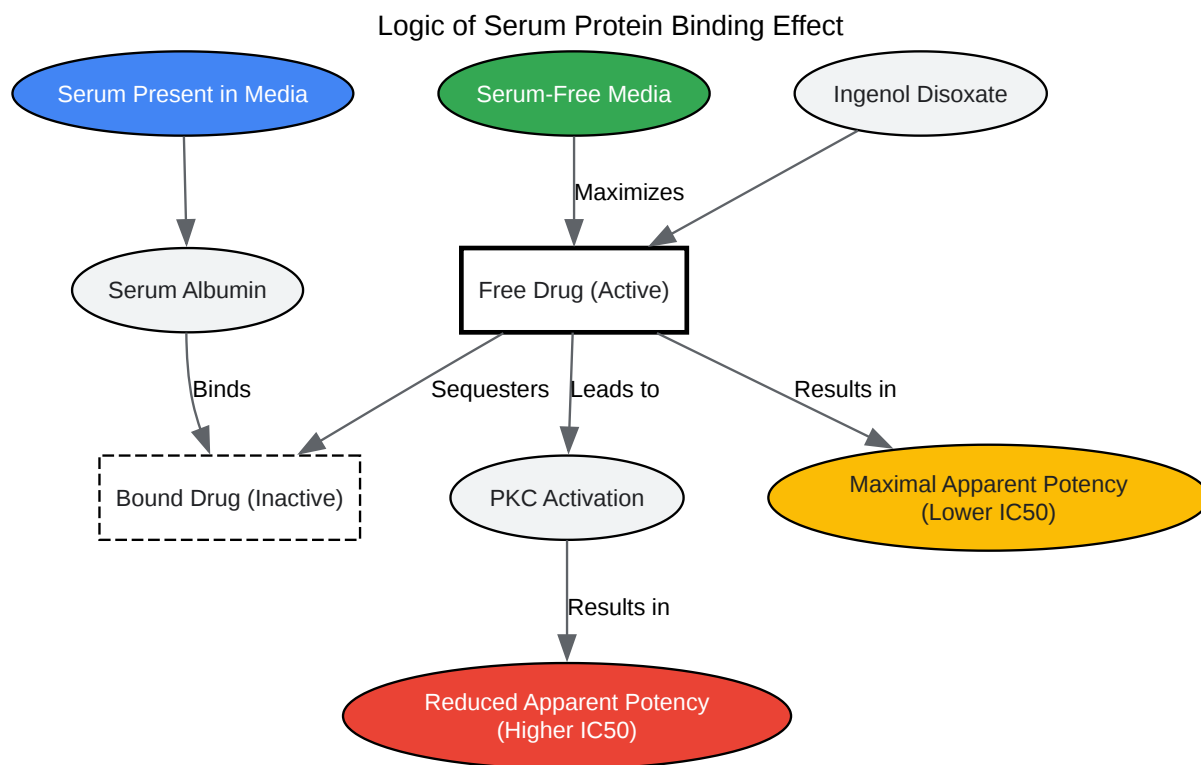 Logic of Serum Protein Binding Effect
Serum Present in Media
Serum-Free Media
Ingenol Disoxate
Maximizes
Serum Albumin
Free Drug (Active)
Binds
Sequesters
Leads to
Results in
Bound Drug (Inactive)
PKC Activation
Maximal Apparent Potency
(Lower IC50)
Results in
Reduced Apparent Potency
(Higher IC50)